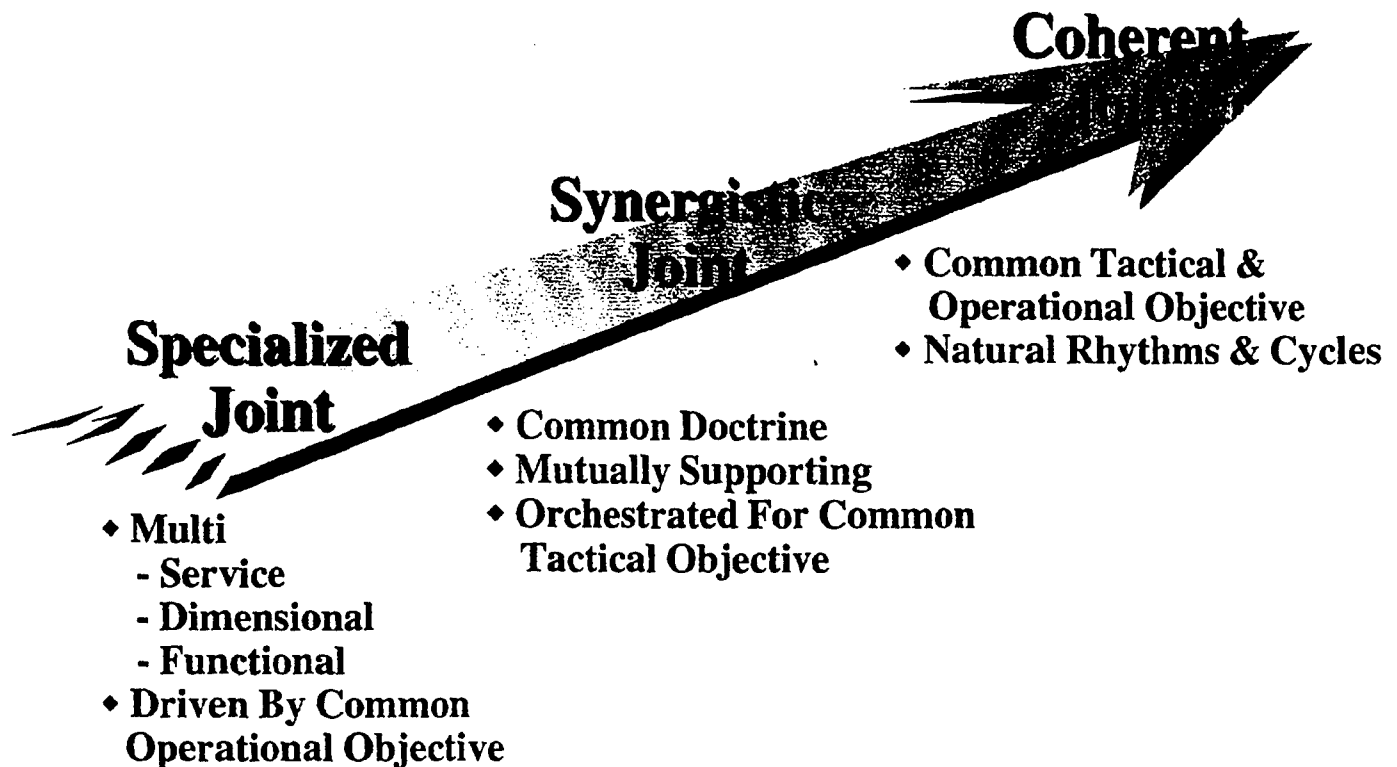 Coherent
Joint
Synergistic
Joint
Specialized
Joint
◆ Common Tactical &
Operational Objective
◆ Natural Rhythms & Cycles
◆ Common Doctrine
◆ Mutually Supporting
◆ Orchestrated For Common
Tactical Objective
◆ Multi
- Service
- Dimensional
- Functional
◆ Driven By Common
Operational Objective